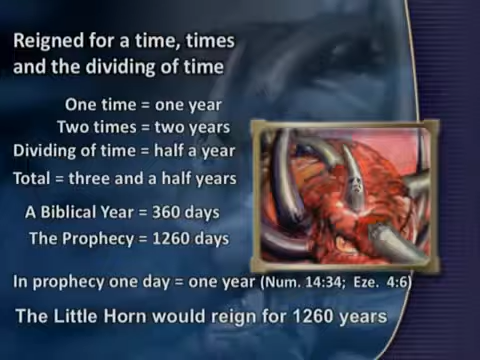 Reigned for a time, times
and the dividing of time
One time = one year
Two times = two years
Dividing of time = half a year
Total = three and a half years
A Biblical Year = 360 days
The Prophecy = 1260 days
In prophecy one day = one year (Num. 14:34; Eze. 4:6)
The Little Horn would reign for 1260 years